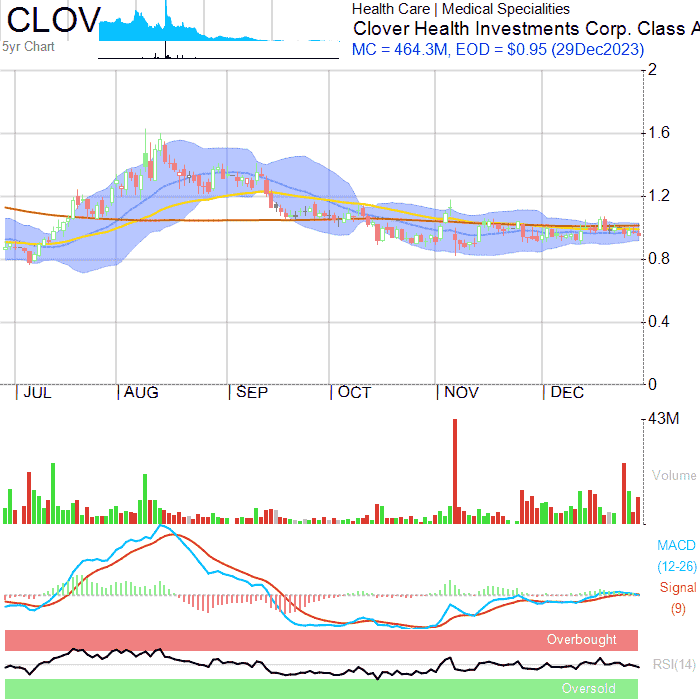 CLOV
5yr Chart
Health Care | Medical Specialities
Clover Health Investments Corp. Class A
MC = 464.3M, EOD = $0.95 (29Dec2023)
2
1.6
1.2
0.8
0.4
0
JUL AUG SEP OCT NOV DEC
43M
Volume
MACD
(12-26)
Signal
(9)
Overbought
RSI(14)
Oversold